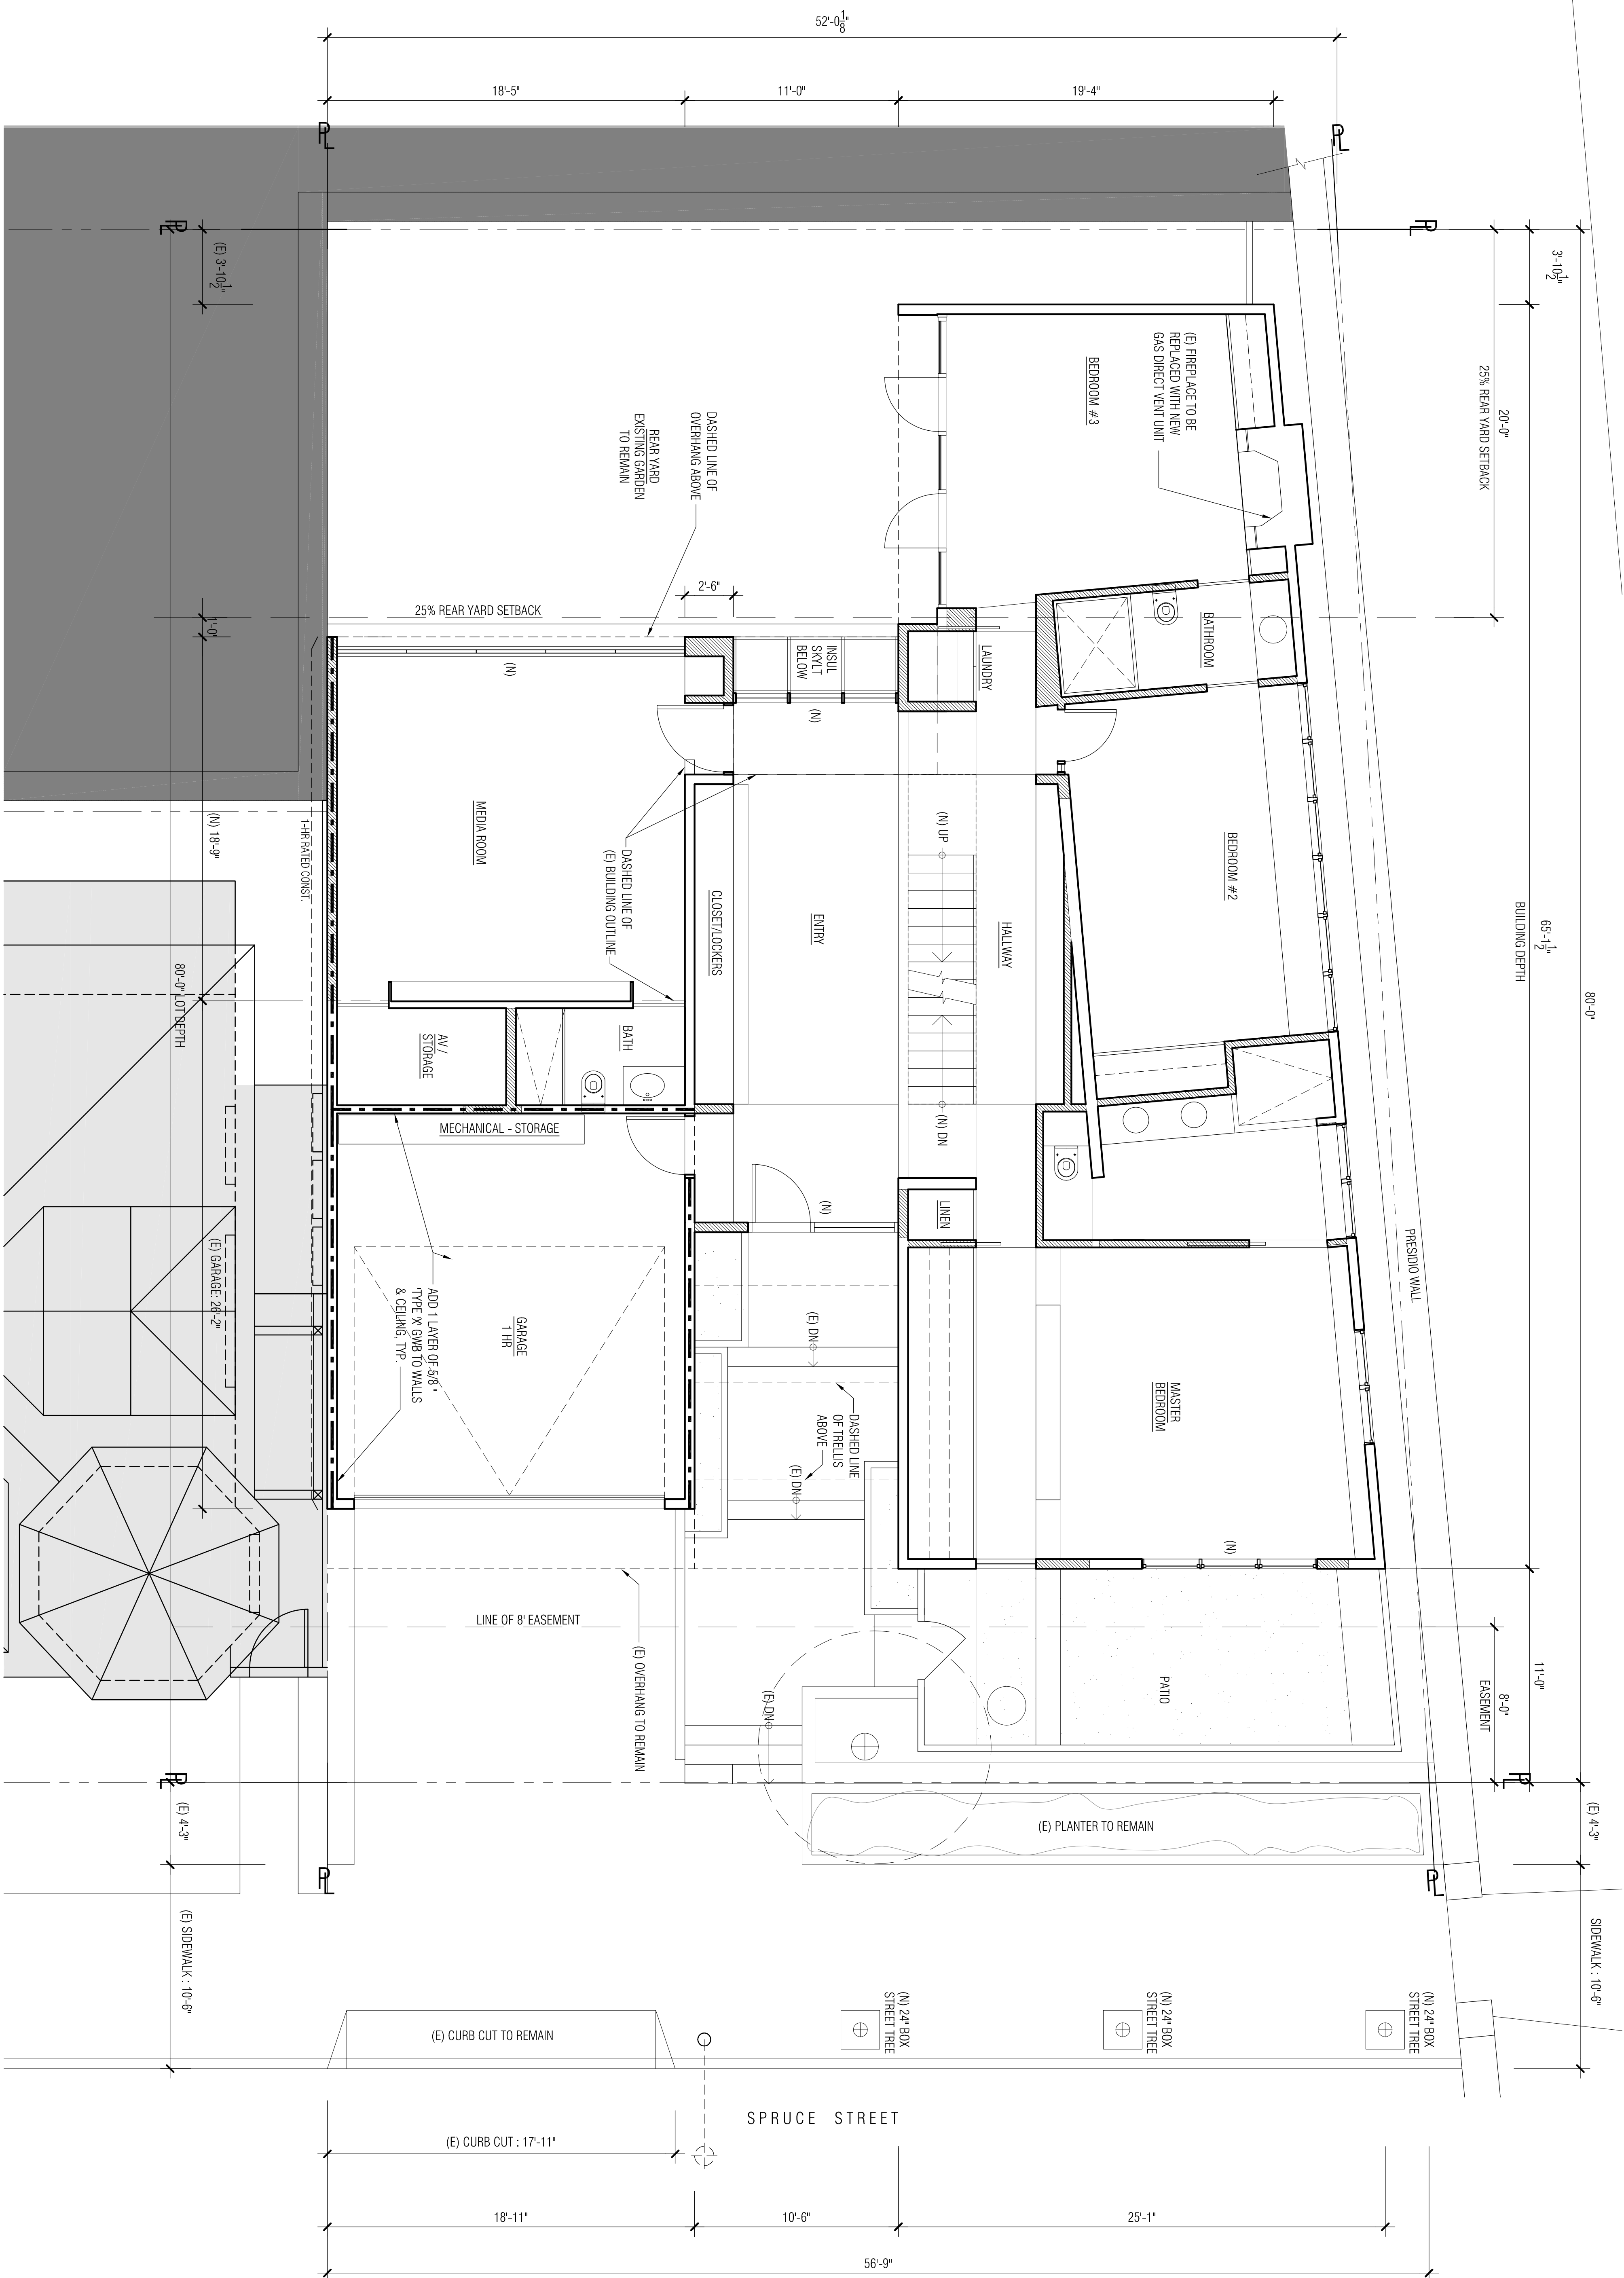 52'-0 1/8"
18'-5"
11'-0"
19'-4"
PL
PL
PL
PL
(E) 3'-10 1/2"
3'-10 1/2"
20'-0"
25% REAR YARD SETBACK
(E) FIREPLACE TO BE
REPLACED WITH NEW
GAS DIRECT VENT UNIT
BEDROOM #3
DASHED LINE OF
OVERHANG ABOVE
REAR YARD
EXISTING GARDEN
TO REMAIN
2'-6"
25% REAR YARD SETBACK
1'-0"
BATHROOM
LAUNDRY
INSUL
SKYLT
BELOW
(N)
(N)
MEDIA ROOM
(N) 18'-9"
1-HR RATED CONST.
DASHED LINE OF
(E) BUILDING OUTLINE
CLOSET/LOCKERS
ENTRY
(N) UP
HALLWAY
BEDROOM #2
65'-1 1/2"
BUILDING DEPTH
80'-0"
80'-0" LOT DEPTH
AV /
STORAGE
BATH
(N) DN
MECHANICAL - STORAGE
LINEN
(N)
PRESIDIO WALL
(E) GARAGE: 26'-2"
ADD 1 LAYER OF 5/8 "
'TYPE 'X' GWB TO WALLS
& CEILING, TYP.
GARAGE
1 HR
(E) DN
DASHED LINE
OF TRELLIS
ABOVE
(E) DN
MASTER
BEDROOM
(N)
LINE OF 8' EASEMENT
(E) OVERHANG TO REMAIN
(E) DN
PATIO
11'-0"
8'-0"
EASEMENT
PL
PL
(E) 4'-3"
(E) 4'-3"
(E) PLANTER TO REMAIN
PL
PL
(E) SIDEWALK : 10'-6"
SIDEWALK : 10'-6"
(N) 24" BOX
STREET TREE
(N) 24" BOX
STREET TREE
(N) 24" BOX
STREET TREE
(E) CURB CUT TO REMAIN
SPRUCE STREET
(E) CURB CUT : 17'-11"
18'-11"
10'-6"
25'-1"
56'-9"